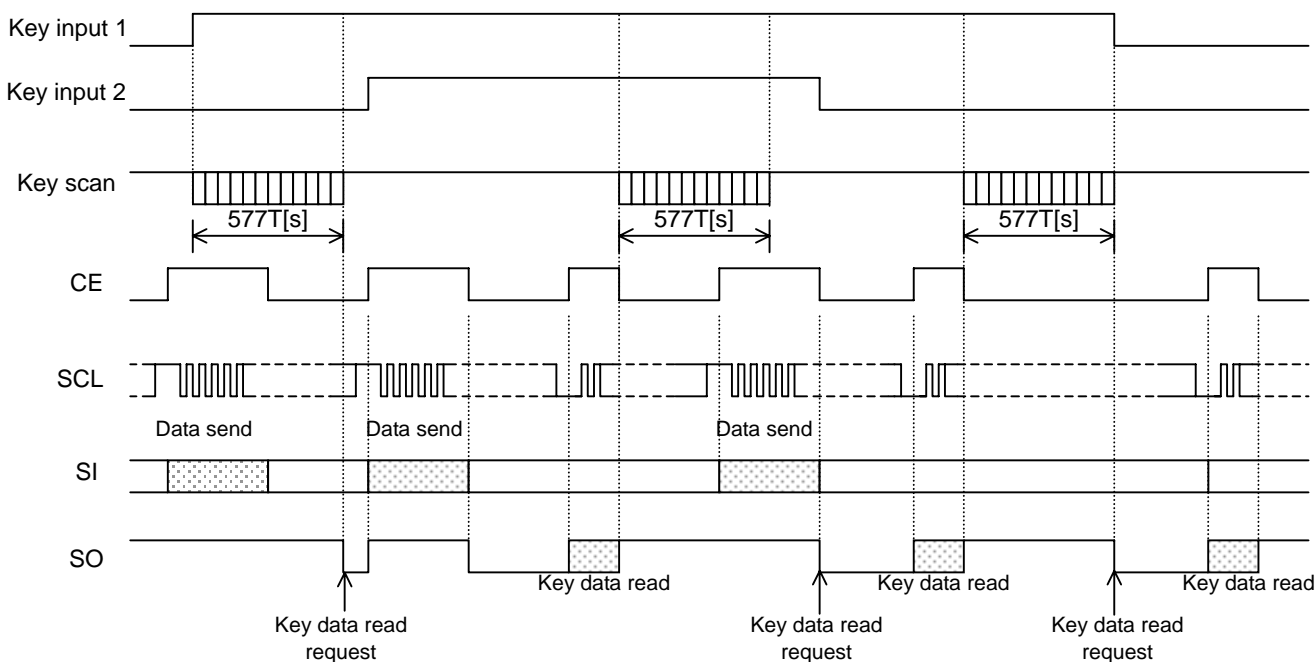 Key input 1
Key input 2
Key scan
577T[s] 577T[s] 577T[s]
CE
SCL
Data send Data send Data send
SI
SO
Key data read Key data read Key data read
Key data read
request
Key data read
request
Key data read
request